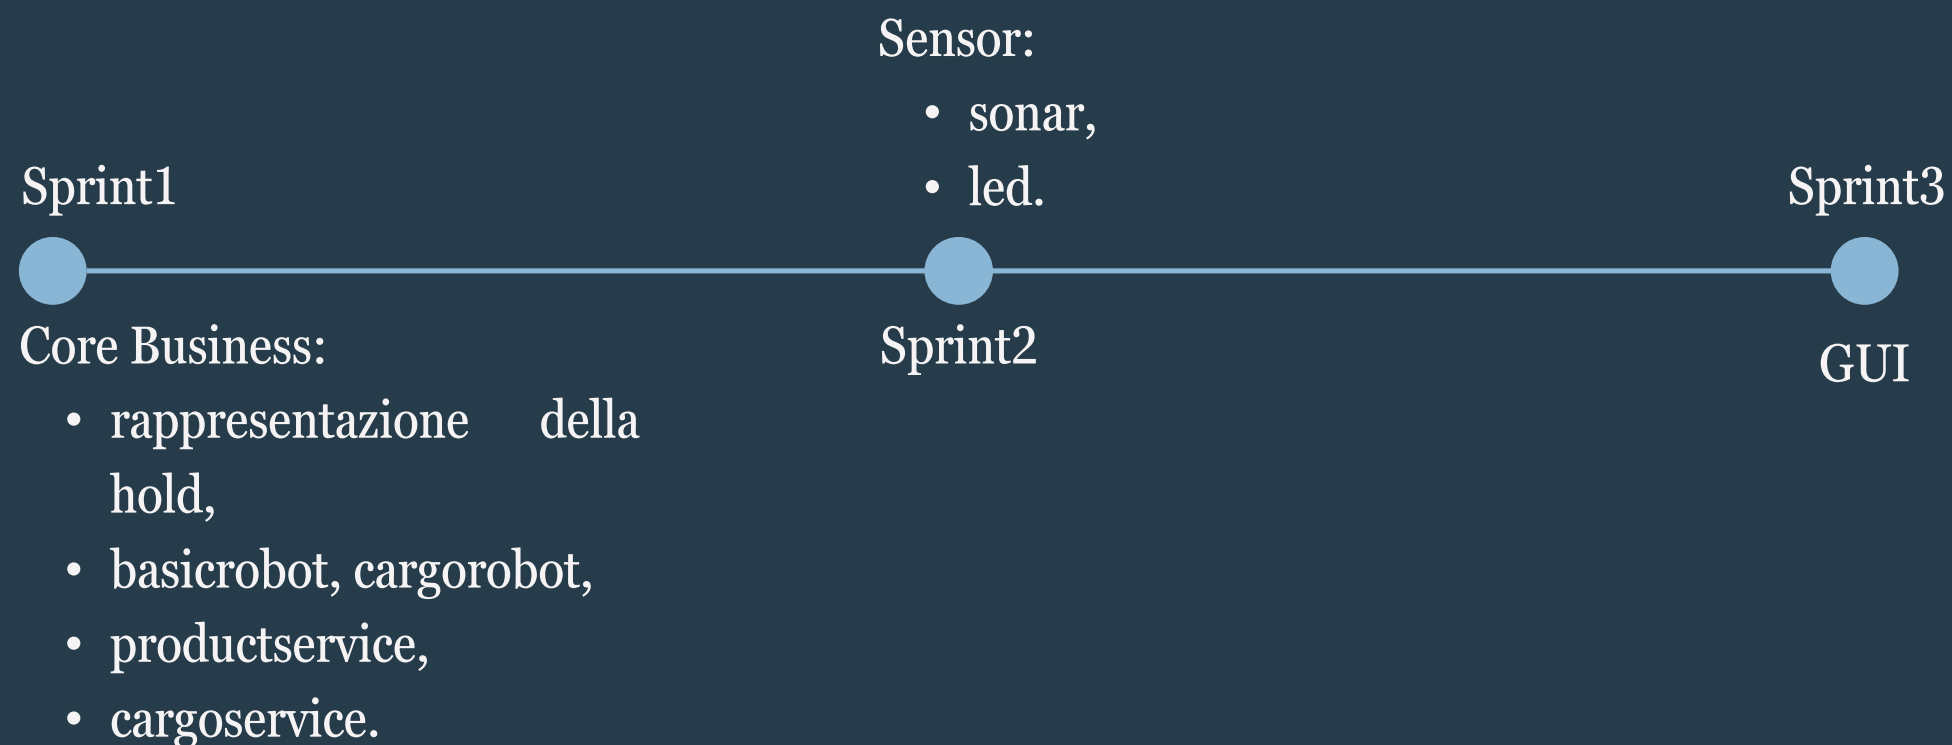 Sprint1
Core Business:
• rappresentazione della
hold,
• basicrobot, cargorobot,
• productservice,
• cargoservice.
Sensor:
• sonar,
• led.
Sprint2
Sprint3
GUI